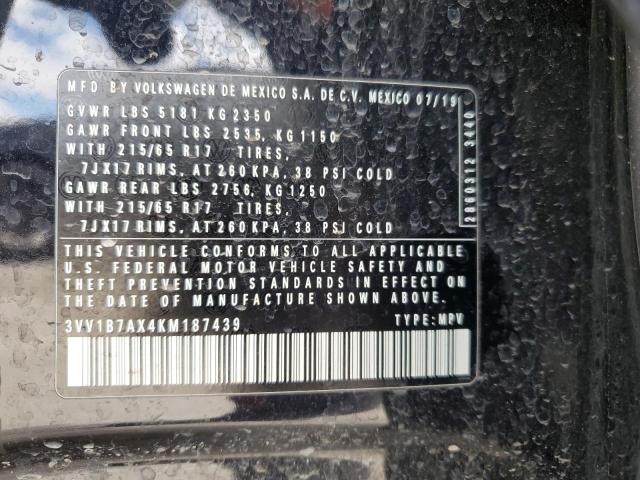 MFD BY VOLKSWAGEN DE MEXICO S.A. DE C.V. MEXICO 07/19
GVWR LBS 5181 KG 2350
GAWR FRONT LBS 2535, KG 1150
WITH 215/65 R17 TIRES,
7JX17 RIMS, AT 260 KPA, 38 PSI COLD
GAWR REAR LBS 2756, KG 1250
WITH 215/65 R17 TIRES,
7JX17 RIMS, AT 260 KPA, 38 PSI COLD
2860312 3440
THIS VEHICLE CONFORMS TO ALL APPLICABLE
U.S. FEDERAL MOTOR VEHICLE SAFETY AND
THEFT PREVENTION STANDARDS IN EFFECT ON
THE DATE OF MANUFACTURE SHOWN ABOVE
3VV1B7AX4KM187439 TYPE: MPV